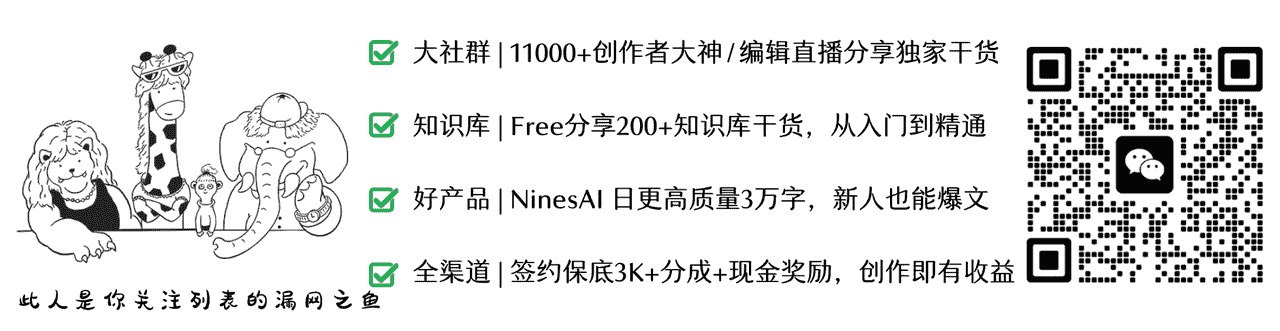 大社群 | 11000+创作者大神/编辑直播分享独家干货
知识库 | Free分享200+知识库干货，从入门到精通
好产品 | NinesAI 日更高质量3万字，新人也能爆文
全渠道 | 签约保底3K+分成+现金奖励，创作即有收益
此人是你关注列表的漏网之鱼